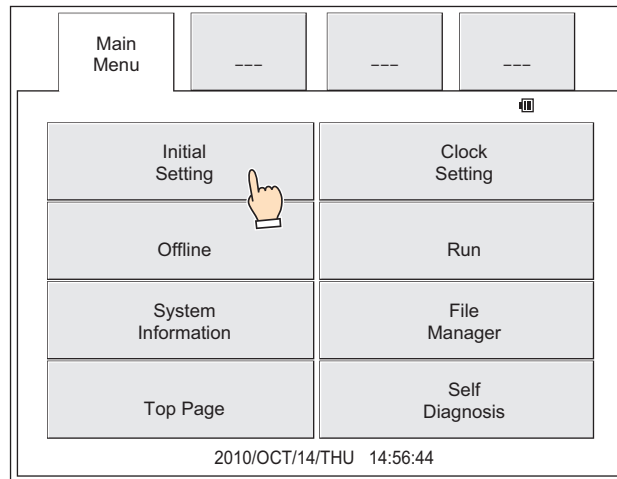 Main
Menu
---
---
---
Initial
Setting
Clock
Setting
Offline
Run
System
Information
File
Manager
Top Page
Self
Diagnosis
2010/OCT/14/THU 14:56:44